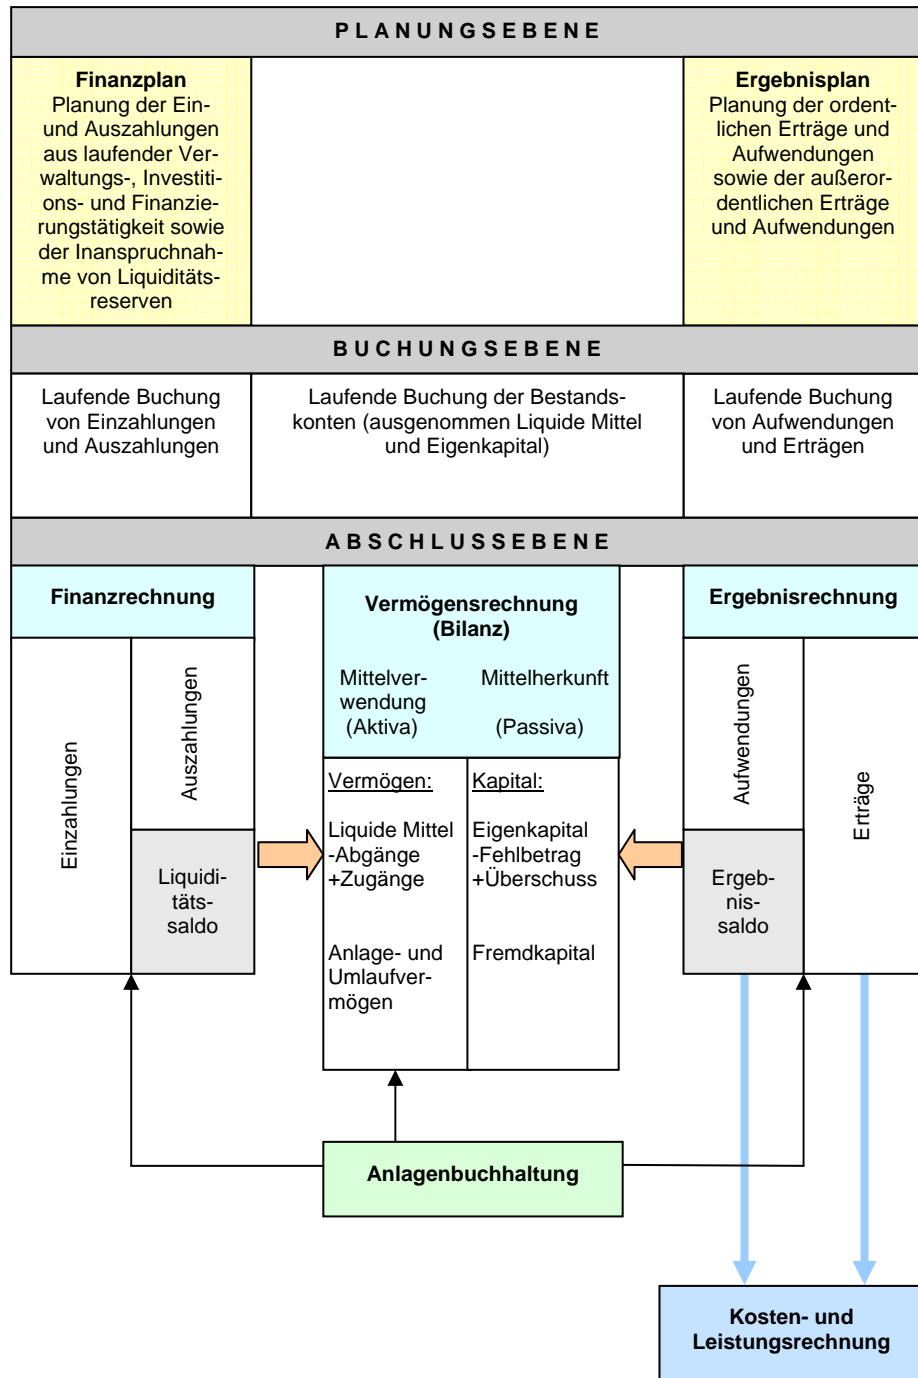 PLANUNGSEBENE
Finanzplan
Planung der Ein-
und Auszahlungen
aus laufender Ver-
waltungs-, Investiti-
ons- und Finanzie-
rungstätigkeit sowie
der Inanspruchnah-
me von Liquiditäts-
reserven
Ergebnisplan
Planung der ordent-
lichen Erträge und
Aufwendungen
sowie der außeror-
dentlichen Erträge
und Aufwendungen
BUCHUNGSEBENE
Laufende Buchung
von Einzahlungen
und Auszahlungen
Laufende Buchung der Bestands-
konten (ausgenommen Liquide Mittel
und Eigenkapital)
Laufende Buchung
von Aufwendungen
und Erträgen
ABSCHLUSSEBENE
Finanzrechnung
Einzahlungen
Auszahlungen
Liquidi-
täts-
saldo
Vermögensrechnung
(Bilanz)
Mittelver-
wendung
(Aktiva)
Mittelherkunft
(Passiva)
Vermögen:
Liquide Mittel
-Abgänge
+Zugänge
Anlage- und
Umlaufver-
mögen
Kapital:
Eigenkapital
-Fehlbetrag
+Überschuss
Fremdkapital
Ergebnisrechnung
Aufwendungen
Ergeb-
nis-
saldo
Erträge
Anlagenbuchhaltung
Kosten- und
Leistungsrechnung